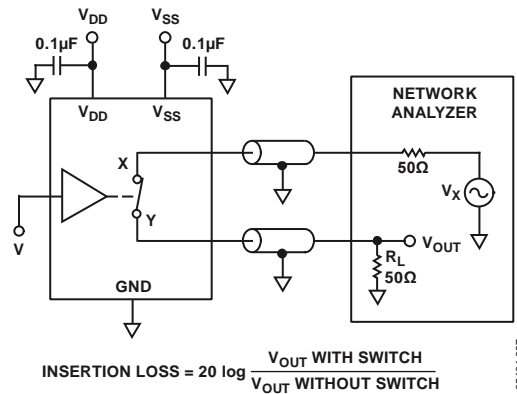 VDD VSS
0.1µF 0.1µF
VDD VSS
NETWORK
ANALYZER
X
50Ω
VX
Y
V
VOUT
RL
50Ω
GND
INSERTION LOSS = 20 log VOUT WITH SWITCH
VOUT WITHOUT SWITCH